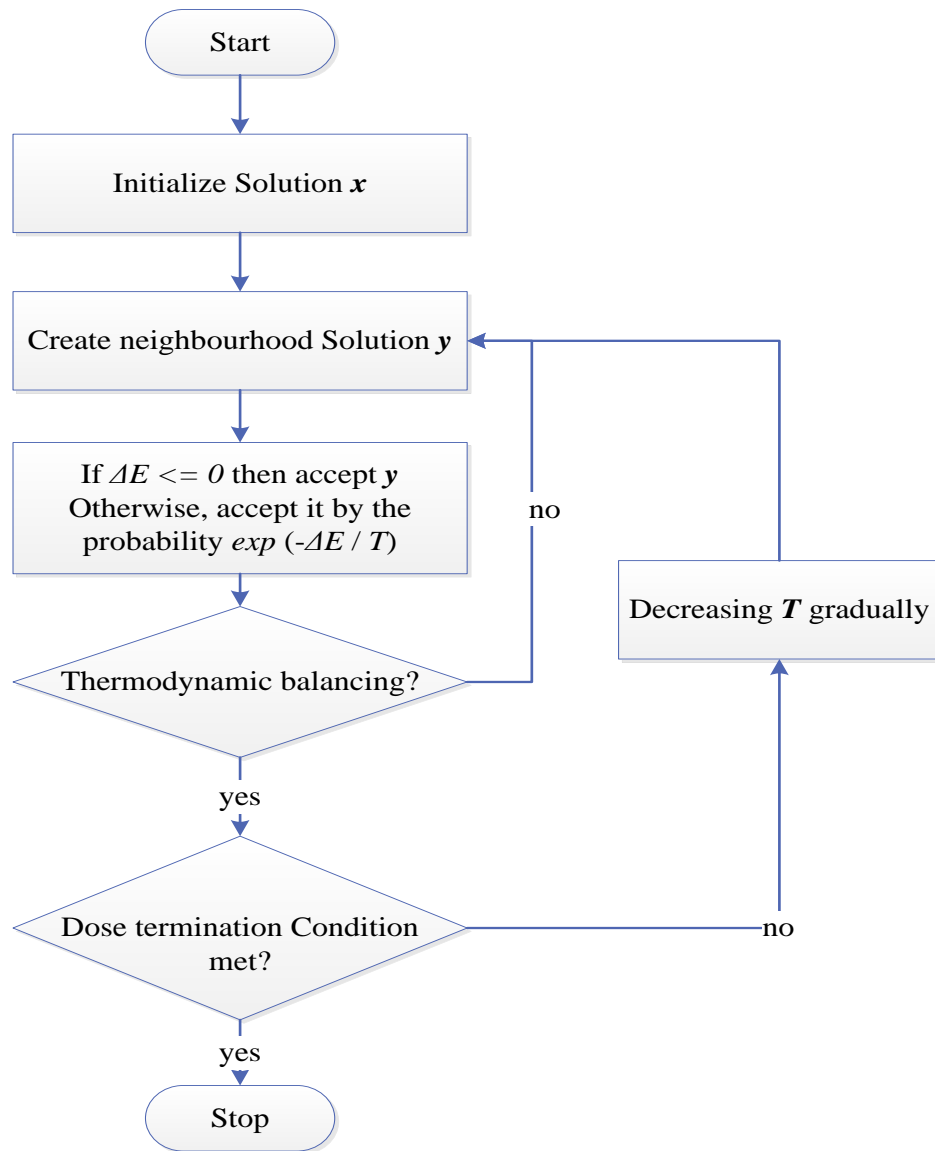 Start
Initialize Solution x
Create neighbourhood Solution y
If ΔE <= 0 then accept y
Otherwise, accept it by the
probability exp (-ΔE / T)
no
Decreasing T gradually
Thermodynamic balancing?
yes
Dose termination Condition
met?
no
yes
Stop